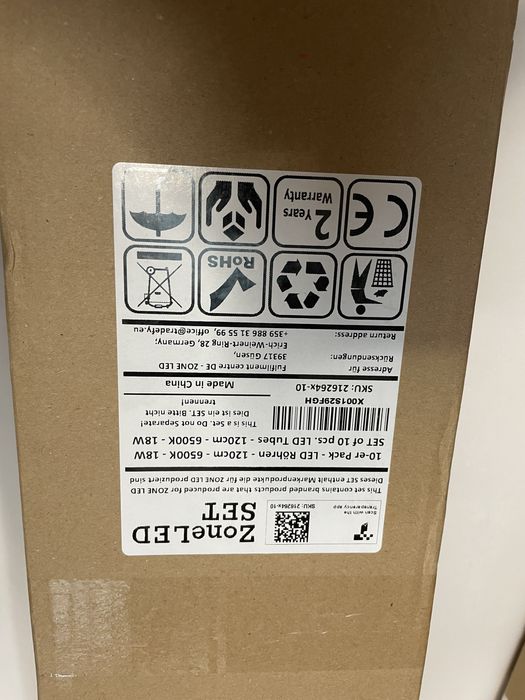 Scan with the
Transparency app
SKU: 216264x-10
ZoneLED
SET
This set contains branded products that are produced for ZONE LED
Dieses SET enthält Markenprodukte die für ZONE LED produziert sind
10-er Pack - LED Röhren - 120cm - 6500K - 18W
SET of 10 pcs. LED Tubes - 120cm - 6500K - 18W
X001S29FGH
This is a Set. Do not Separate!
Dies ist ein SET. Bitte nicht
trennen!
SKU: 216264x-10
Made in China
Adresse für
Rücksendungen:
Return address:
Fulfilment centre DE - ZONE LED
39317 Güsen,
Erich-Weinert-Ring 28, Germany;
+359 886 31 55 99, office@tradefy.eu
RoHS
CE
2 Years
Warranty